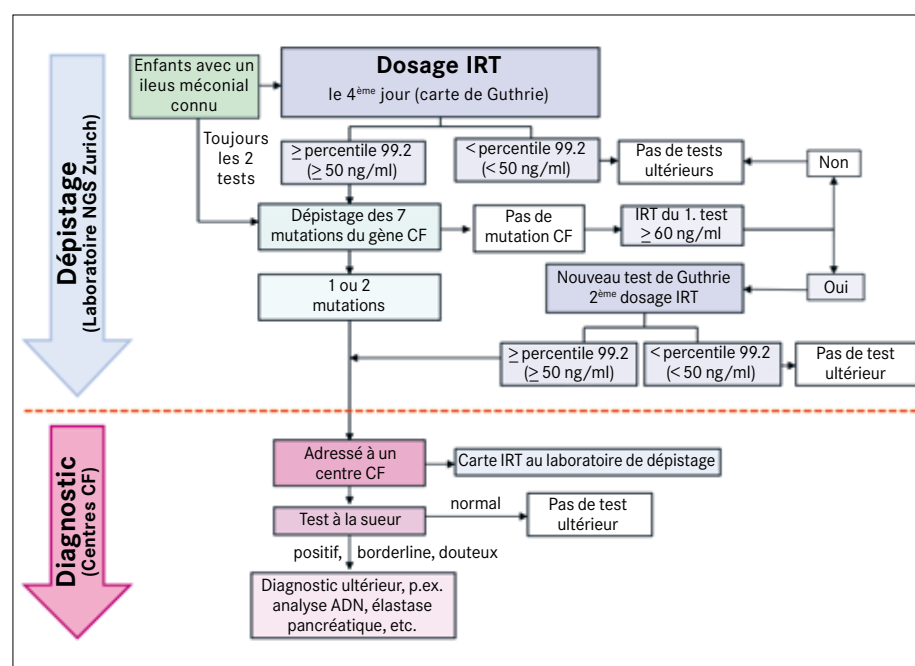 Dépistage
(Laboratoire NGS Zurich)
Enfants avec un
ileus méconial
connu
Dosage IRT
le 4ème jour (carte de Guthrie)
Toujours
les 2
tests
≥ percentile 99.2
(≥ 50 ng/ml)
< percentile 99.2
(< 50 ng/ml)
Pas de tests
ultérieurs
Non
Dépistage des 7
mutations du gène CF
Pas de
mutation CF
IRT du 1. test
≥ 60 ng/ml
1 ou 2
mutations
Nouveau test de Guthrie
2ème dosage IRT
Oui
≥ percentile 99.2
(≥ 50 ng/ml)
< percentile 99.2
(< 50 ng/ml)
Pas de test
ultérieur
Diagnostic
(Centres CF)
Adressé à un
centre CF
Carte IRT au laboratoire de dépistage
Test à la sueur
normal
Pas de test
ultérieur
positif, borderline, douteux
Diagnostic ultérieur, p.ex.
analyse ADN, élastase
pancréatique, etc.